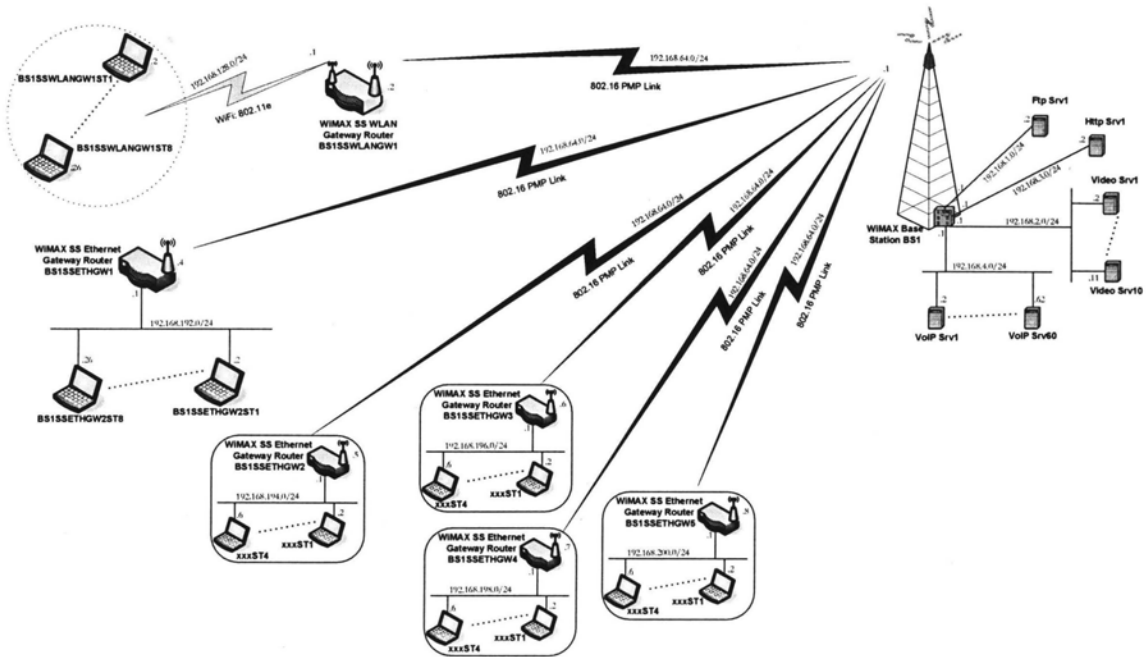 .2
BS1SSWLANGW1ST1
BS1SSWLANGW1ST8
.26
192.168.128.0/24
WiFi: 802.11e
.1
.2
WiMAX SS WLAN
Gateway Router
BS1SSWLANGW1
192.168.64.0/24
802.16 PMP Link
.1
192.168.64.0/24
802.16 PMP Link
192.168.64.0/24
802.16 PMP Link
192.168.64.0/24
802.16 PMP Link
192.168.64.0/24
802.16 PMP Link
192.168.64.0/24
802.16 PMP Link
Ftp Srv1
.2
Http Srv1
.2
192.168.1.0/24
192.168.3.0/24
Video Srv1
.2
.1
.1
.1
WiMAX Base
Station BS1
.1
192.168.2.0/24
192.168.4.0/24
.11
Video Srv10
.2
.62
VoIP Srv1
VoIP Srv60
WiMAX SS Ethernet
Gateway Router
BS1SSETHGW1
.4
.1
192.168.192.0/24
.26
.2
BS1SSETHGW2ST8
BS1SSETHGW2ST1
WiMAX SS Ethernet
Gateway Router
BS1SSETHGW2
.5
.1
192.168.194.0/24
.6
.2
xxxST4
xxxST1
WiMAX SS Ethernet
Gateway Router
BS1SSETHGW3
.6
.1
192.168.196.0/24
.6
.2
xxxST4
xxxST1
WiMAX SS Ethernet
Gateway Router
BS1SSETHGW4
.7
.1
192.168.198.0/24
.6
.2
xxxST4
xxxST1
WiMAX SS Ethernet
Gateway Router
BS1SSETHGW5
.8
.1
192.168.200.0/24
.6
.2
xxxST4
xxxST1